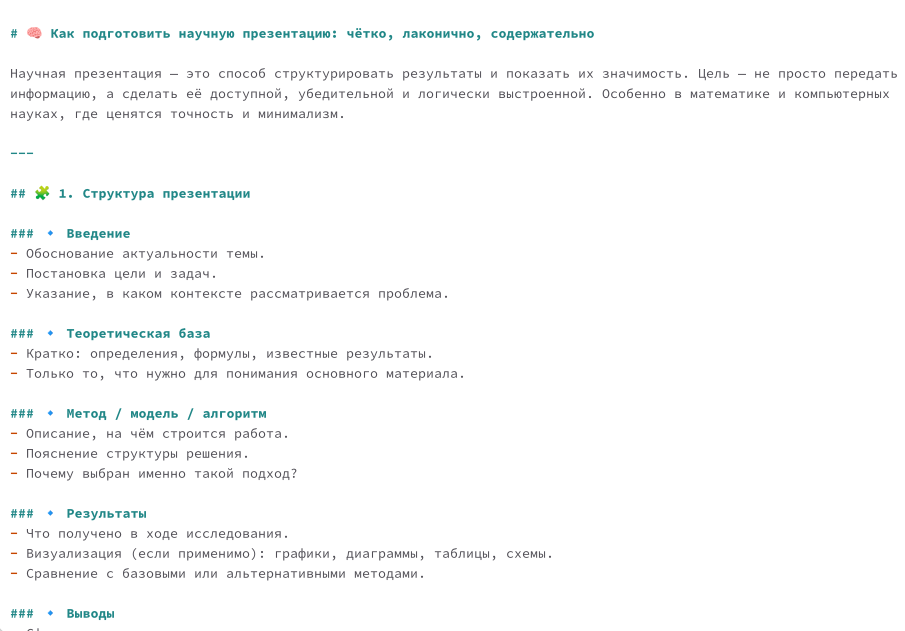 # 🧠 Как подготовить научную презентацию: чётко, лаконично, содержательно
Научная презентация — это способ структурировать результаты и показать их значимость. Цель — не просто передать
информацию, а сделать её доступной, убедительной и логически выстроенной. Особенно в математике и компьютерных
науках, где ценятся точность и минимализм.
---
## 🧩 1. Структура презентации
### 🔹 Введение
- Обоснование актуальности темы.
- Постановка цели и задач.
- Указание, в каком контексте рассматривается проблема.
### 🔹 Теоретическая база
- Кратко: определения, формулы, известные результаты.
- Только то, что нужно для понимания основного материала.
### 🔹 Метод / модель / алгоритм
- Описание, на чём строится работа.
- Пояснение структуры решения.
- Почему выбран именно такой подход?
### 🔹 Результаты
- Что получено в ходе исследования.
- Визуализация (если применимо): графики, диаграммы, таблицы, схемы.
- Сравнение с базовыми или альтернативными методами.
### 🔹 Выводы